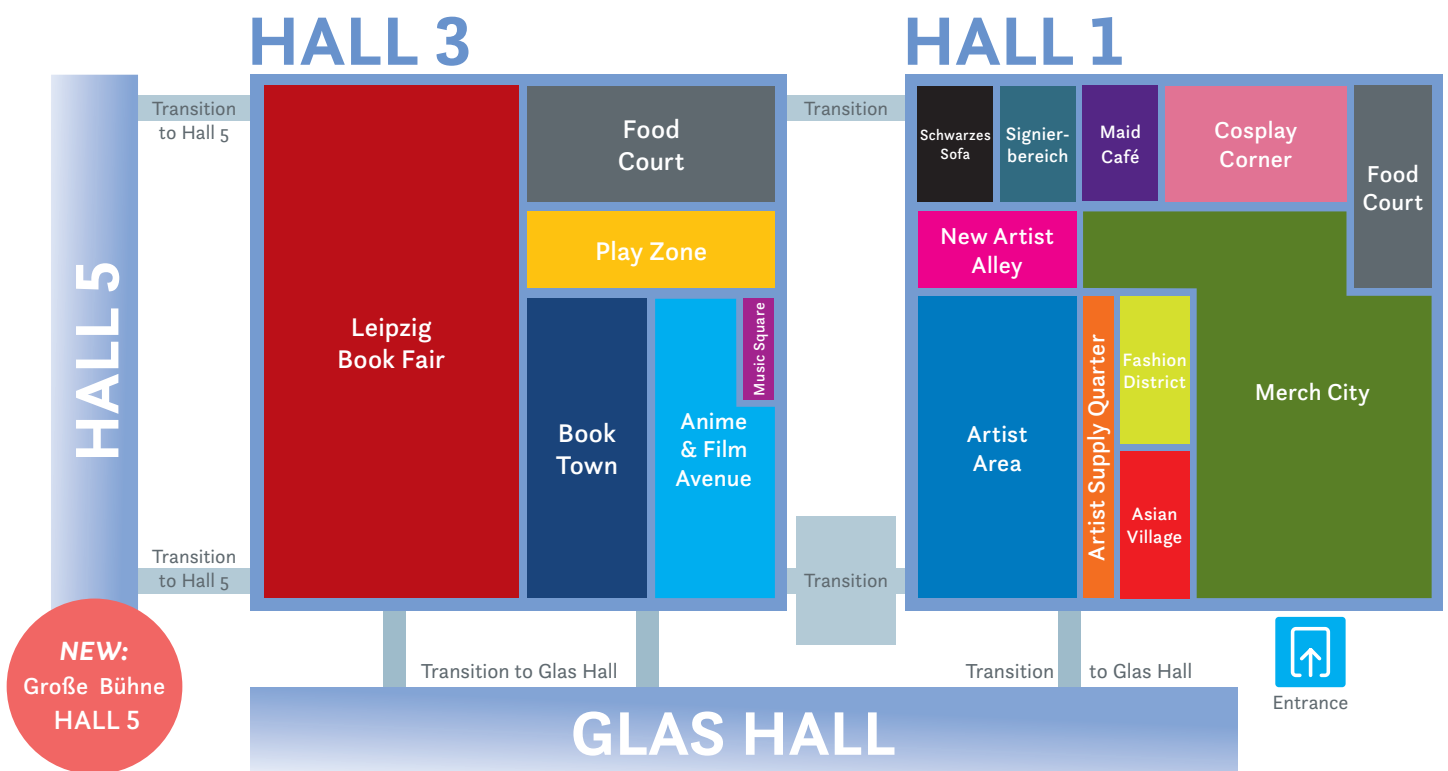 HALL 3
HALL 1
HALL 5
Transition
to Hall 5
Transition
to Hall 5
NEW:
Große Bühne
HALL 5
Leipzig
Book Fair
Food
Court
Play Zone
Book
Town
Anime
& Film
Avenue
Music Square
Transition
Transition
Schwarzes
Sofa
Signier-
bereich
Maid
Café
Cosplay
Corner
Food
Court
New Artist
Alley
Artist
Area
Artist Supply Quarter
Fashion
District
Asian
Village
Merch City
Transition to Glas Hall
Transition to Glas Hall
Entrance
GLAS HALL